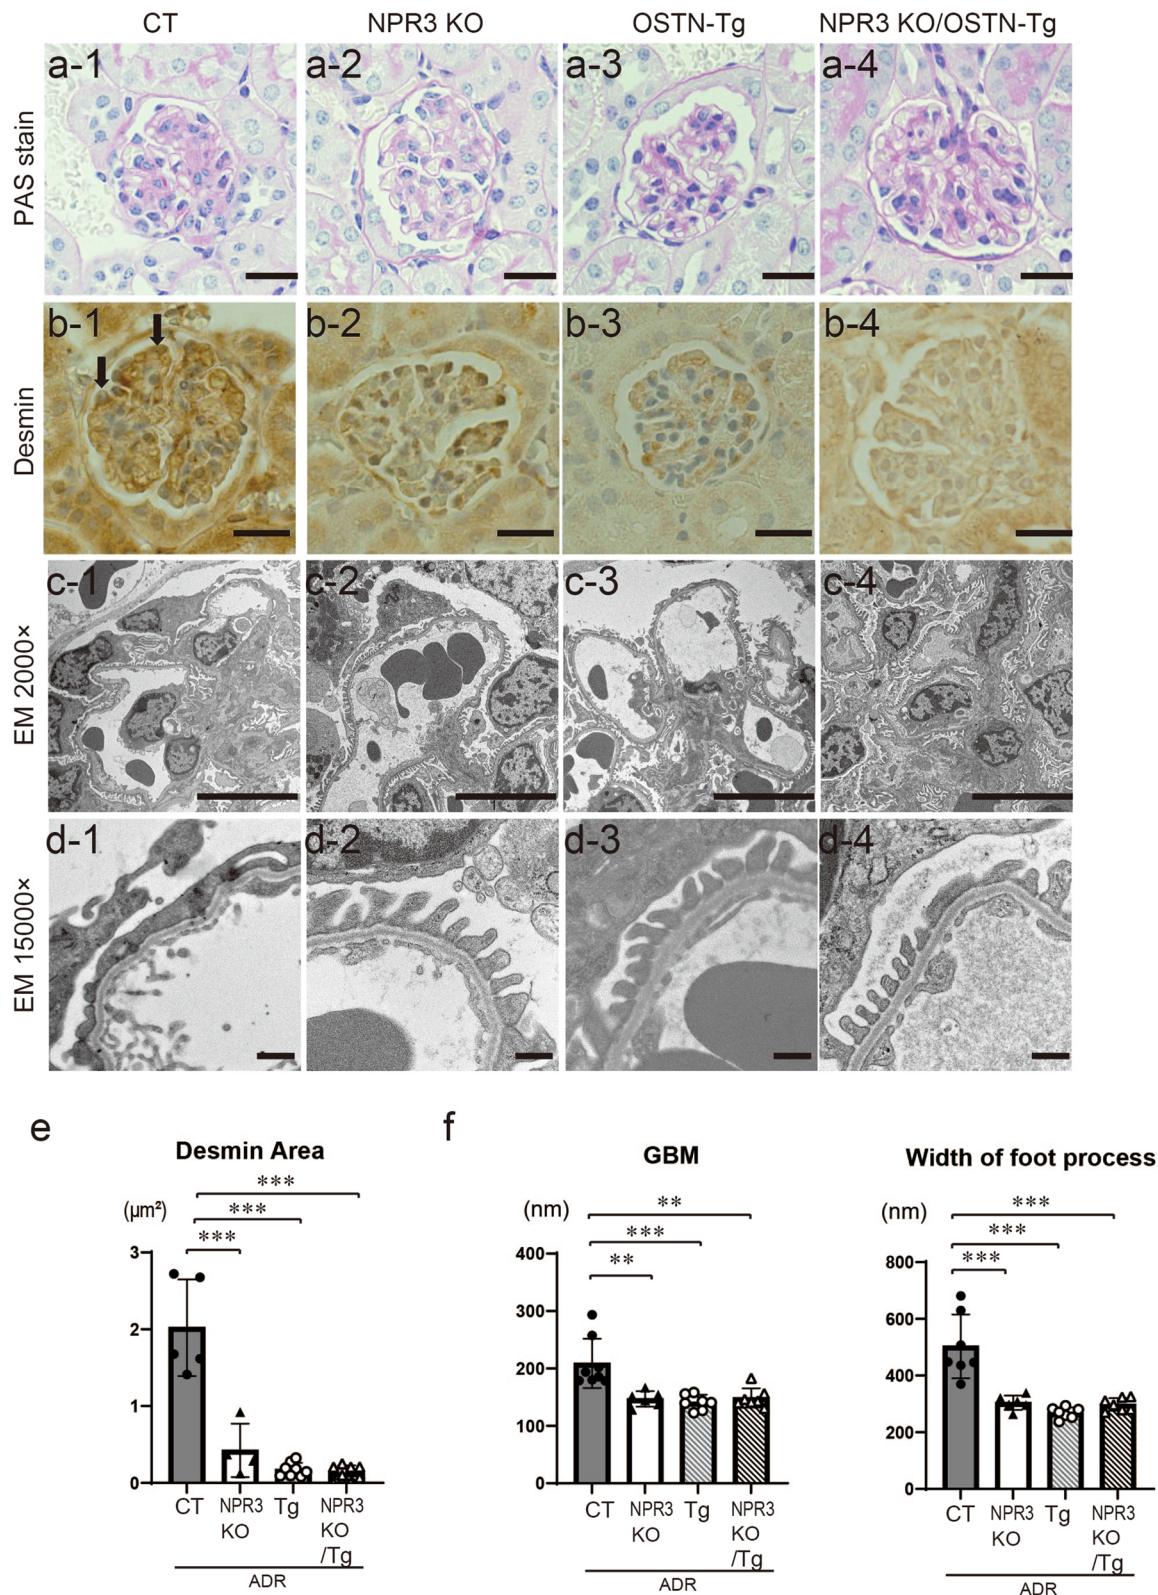 CT NPR3 KO OSTN-Tg NPR3 KO/OSTN-Tg
PAS stain
a-1 a-2 a-3 a-4
Desmin
b-1 b-2 b-3 b-4
EM 2000×
c-1 c-2 c-3 c-4
EM 15000×
d-1 d-2 d-3 d-4
e
Desmin Area
(μm²)
***
***
***
3
2
1
0
CT NPR3 KO Tg NPR3 KO /Tg
ADR
f
GBM
(nm)
**
***
**
400
300
200
100
0
CT NPR3 KO Tg NPR3 KO /Tg
ADR
Width of foot process
(nm)
***
***
***
800
600
400
200
0
CT NPR3 KO Tg NPR3 KO /Tg
ADR